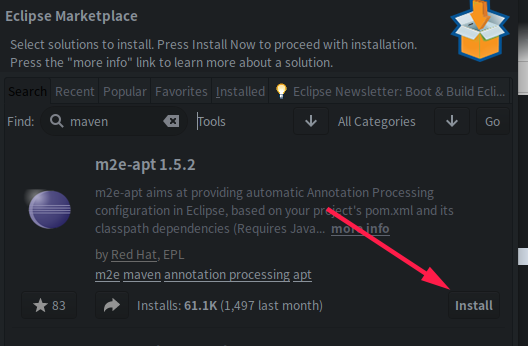 Eclipse Marketplace
Select solutions to install. Press Install Now to proceed with installation.
Press the "more info" link to learn more about a solution.
Search Recent Popular Favorites Installed Eclipse Newsletter: Boot & Build Ecli...
Find: maven Tools All Categories Go
m2e-apt 1.5.2
m2e-apt aims at providing automatic Annotation Processing
configuration in Eclipse, based on your project's pom.xml and its
classpath dependencies (Requires Java... more info
by Red Hat, EPL
m2e maven annotation processing apt
83 Installs: 61.1K (1,497 last month) Install